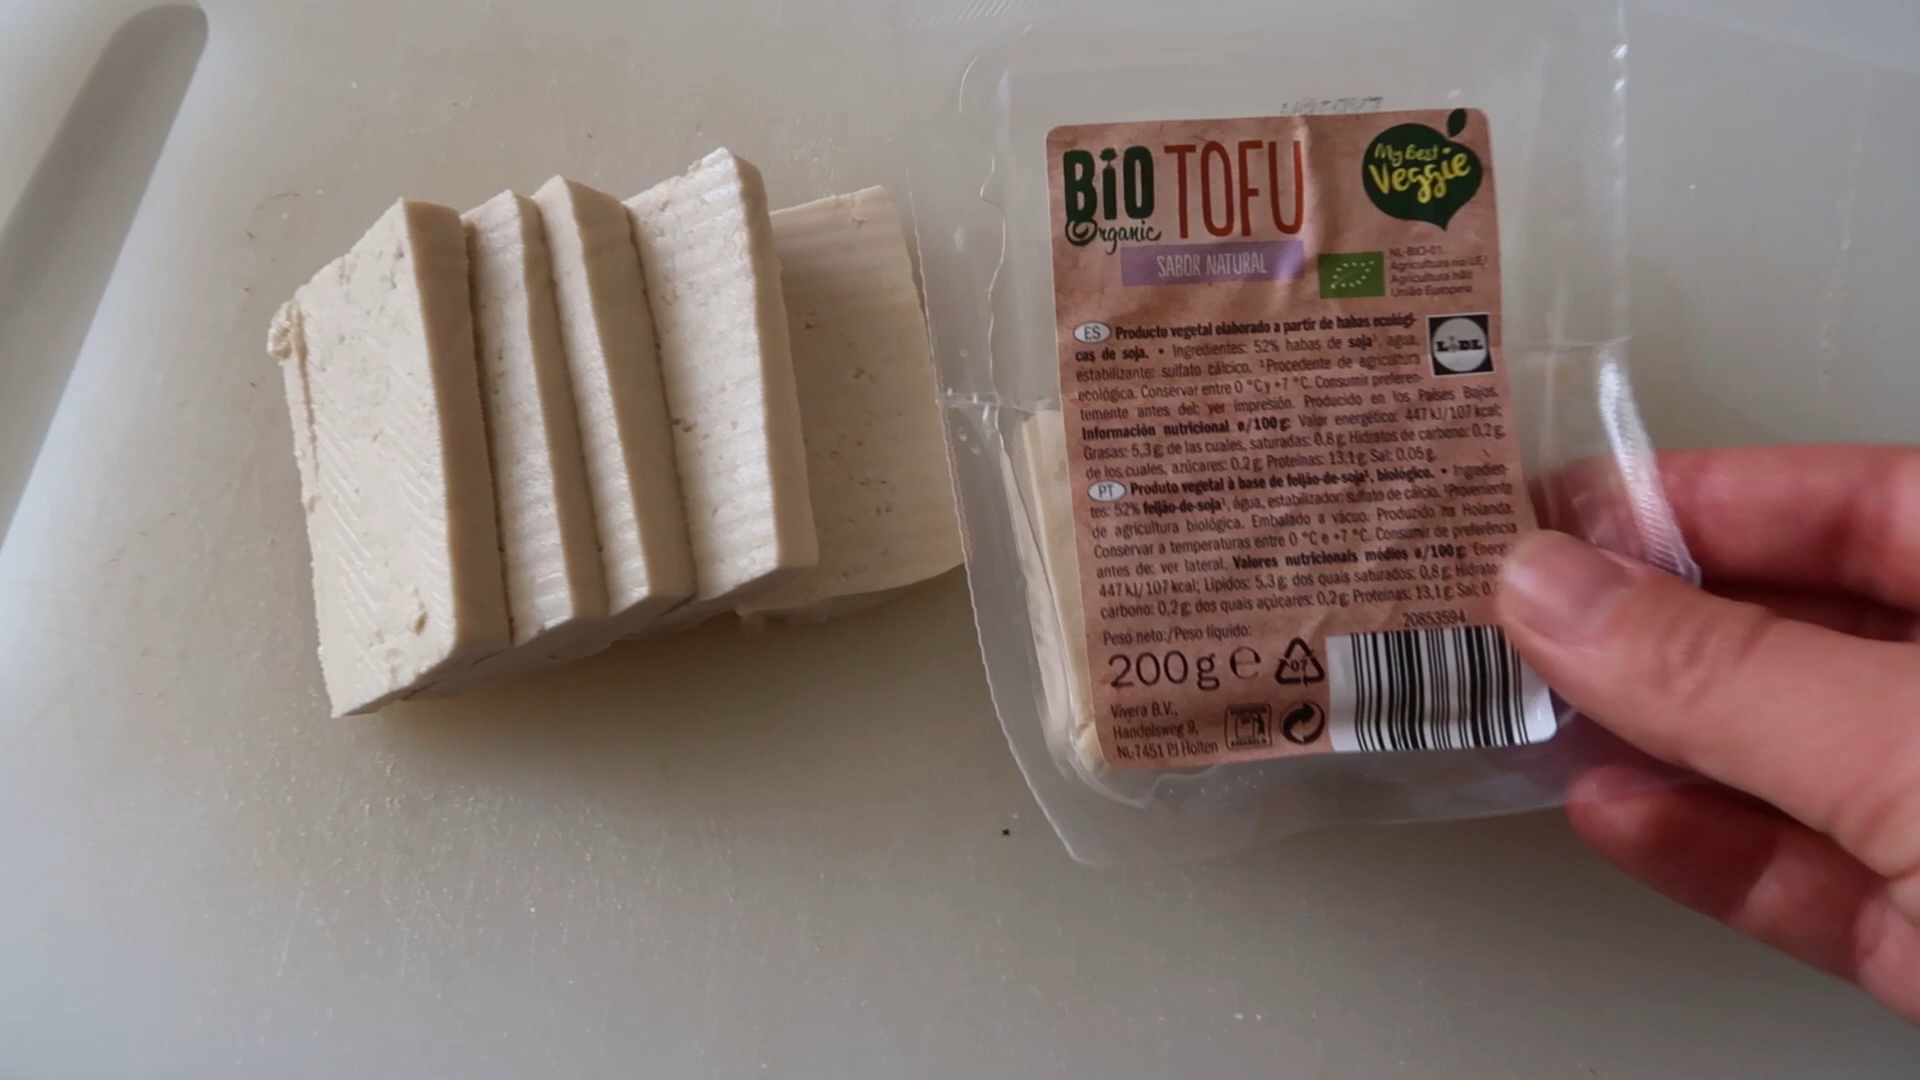 BIO TOFU
Organic
My Best
Veggie
SABOR NATURAL
NL-BIO-01
Agricultura no UE/
Agricultura não
União Europeia
ES Producto vegetal elaborado a partir de habas ecológi-
cas de soja. • Ingredientes: 52% habas de soja¹, agua,
estabilizante: sulfato cálcico. ¹Procedente de agricultura
ecológica. Conservar entre 0 °C y +7 °C. Consumir preferen-
temente antes del: ver impresión. Producido en los Países Bajos.
Información nutricional ø/100 g: Valor energético: 447 kJ/107 kcal;
Grasas: 5,3 g; de las cuales, saturadas: 0,8 g; Hidratos de carbono: 0,2 g,
de los cuales, azúcares: 0,2 g; Proteínas: 13,1 g; Sal: 0,05 g.
PT Produto vegetal à base de feijão-de-soja¹, biológico. • Ingredien-
tes: 52% feijão-de-soja¹, água, estabilizador: sulfato de cálcio. ¹Proveniente
de agricultura biológica. Embalado a vácuo. Produzido na Holanda.
Conservar a temperaturas entre 0 °C e +7 °C. Consumir de preferência
antes de: ver lateral. Valores nutricionais médios ø/100 g: Energi
447 kJ/107 kcal; Lípidos: 5,3 g; dos quais saturados: 0,8 g; Hidrato
carbono: 0,2 g; dos quais açúcares: 0,2 g; Proteínas: 13,1 g; Sal: 0,
LIDL
20853594
Peso neto:/Peso líquido:
200 g e
07
Vivera B.V.,
Handelsweg 9,
NL-7451 PJ Holten